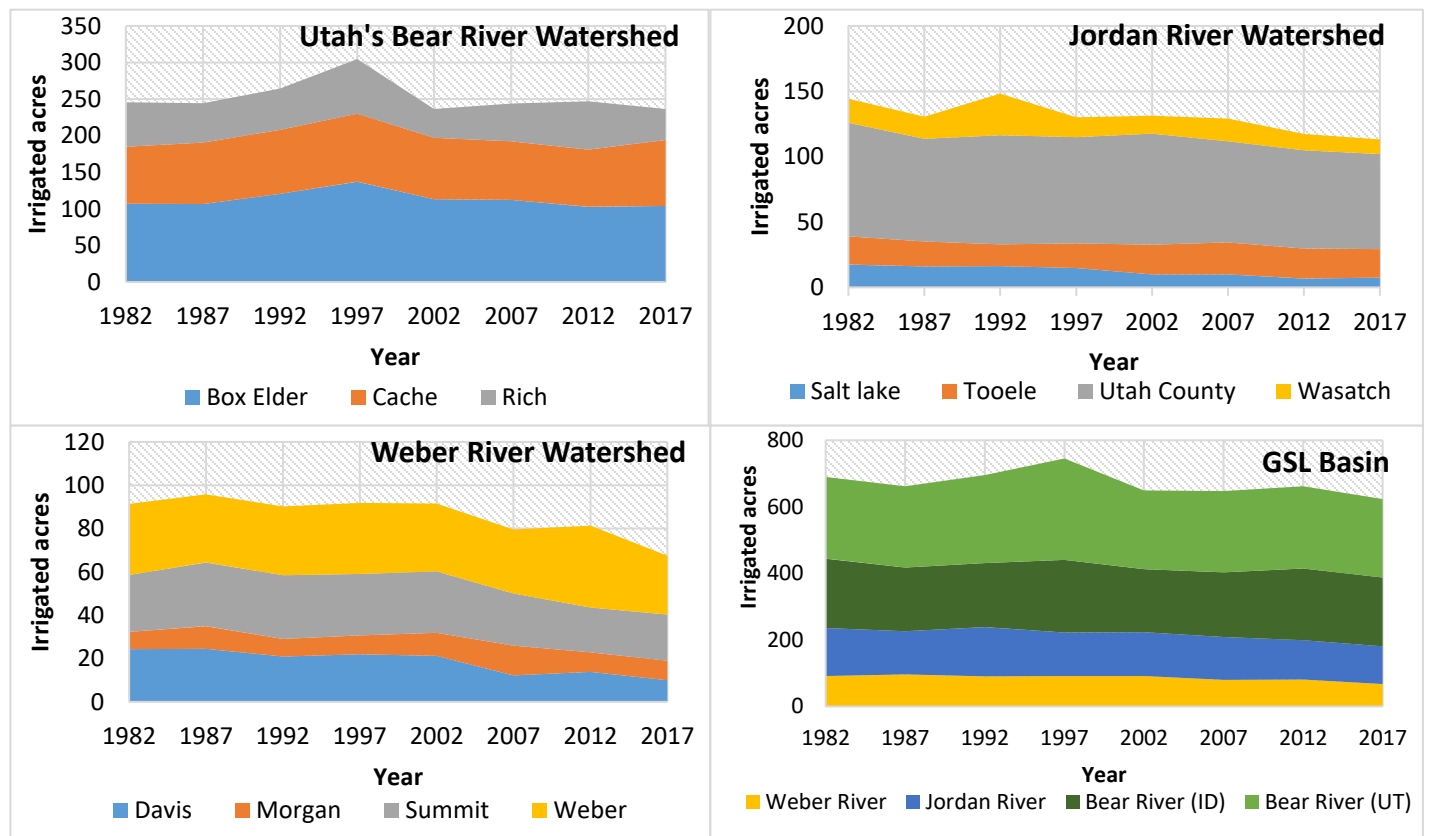 Utah's Bear River Watershed
350
300
250
200
150
100
50
0
Irrigated acres
1982 1987 1992 1997 2002 2007 2012 2017
Year
Box Elder Cache Rich
Jordan River Watershed
200
150
100
50
0
Irrigated acres
1982 1987 1992 1997 2002 2007 2012 2017
Year
Salt lake Tooele Utah County Wasatch
Weber River Watershed
120
100
80
60
40
20
0
Irrigated acres
1982 1987 1992 1997 2002 2007 2012 2017
Year
Davis Morgan Summit Weber
GSL Basin
800
600
400
200
0
Irrigated acres
1982 1987 1992 1997 2002 2007 2012 2017
Year
Weber River Jordan River Bear River (ID) Bear River (UT)